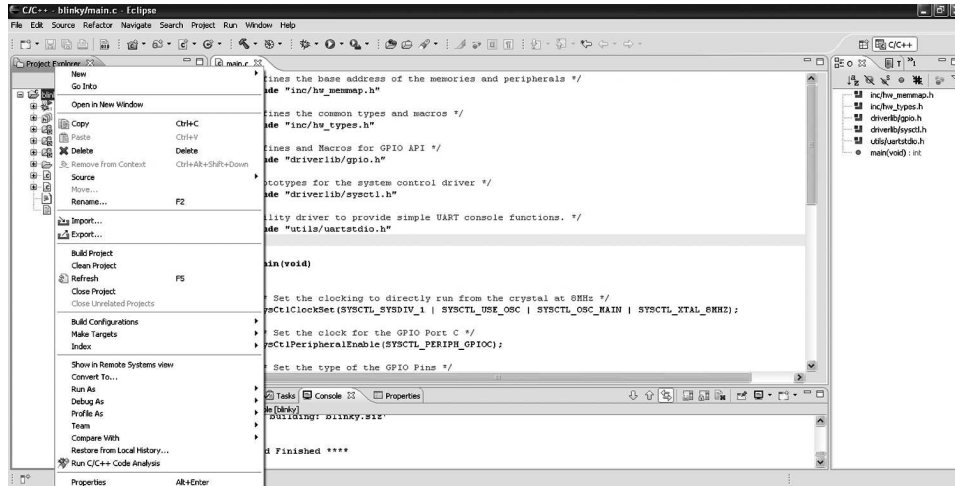 C/C++ - blinky/main.c - Eclipse
File Edit Source Refactor Navigate Search Project Run Window Help
C/C++
Project Explorer
main.c
New
Go Into
Open in New Window
Copy Ctrl+C
Paste Ctrl+V
Delete Delete
Remove from Context Ctrl+Alt+Shift+Down
Source
Move...
Rename... F2
Import...
Export...
Build Project
Clean Project
Refresh F5
Close Project
Close Unrelated Projects
Build Configurations
Make Targets
Index
Show in Remote Systems view
Convert To...
Run As
Debug As
Profile As
Team
Compare With
Restore from Local History...
Run C/C++ Code Analysis
Properties Alt+Enter
fines the base address of the memories and peripherals */
ude "inc/hw_memmap.h"
fines the common types and macros */
ude "inc/hw_types.h"
fines and Macros for GPIO API */
ude "driverlib/gpio.h"
ototypes for the system control driver */
ude "driverlib/sysctl.h"
ility driver to provide simple UART console functions. */
ude "utils/uartstdio.h"
ain(void)
* Set the clocking to directly run from the crystal at 8MHz */
ysCtlClockSet(SYSCTL_SYSDIV_1 | SYSCTL_USE_OSC | SYSCTL_OSC_MAIN | SYSCTL_XTAL_8MHZ);
* Set the clock for the GPIO Port C */
ysCtlPeripheralEnable(SYSCTL_PERIPH_GPIOC);
* Set the type of the GPIO Pins */
Tasks Console Properties
le [blinky]
building: blinky.siz'
d Finished ****
inc/hw_memmap.h
inc/hw_types.h
driverlib/gpio.h
driverlib/sysctl.h
utils/uartstdio.h
main(void) : int